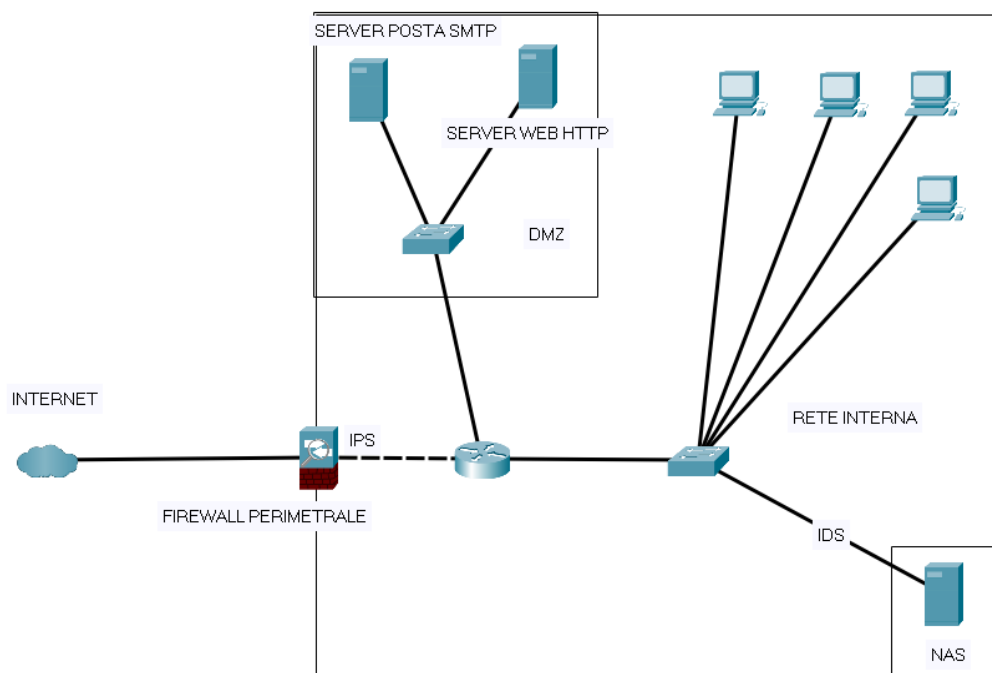 SERVER POSTA SMTP
SERVER WEB HTTP
DMZ
INTERNET
RETE INTERNA
IPS
FIREWALL PERIMETRALE
IDS
NAS